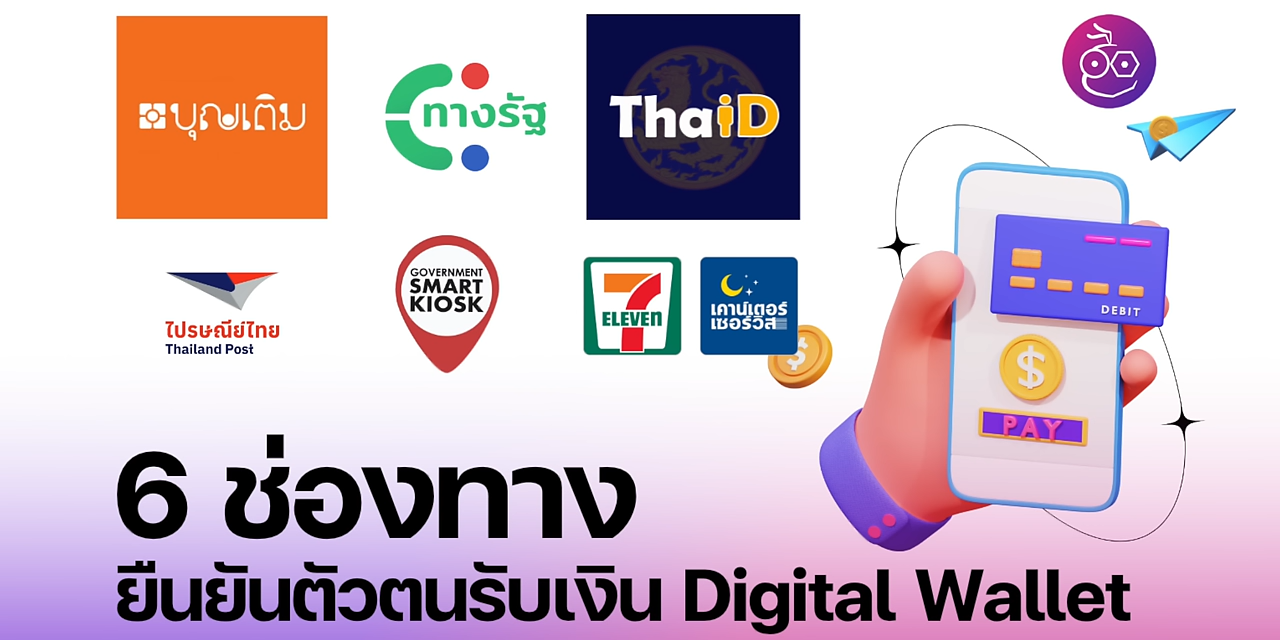 บุญเติม
ทางรัฐ
ThaiD
ไปรษณีย์ไทย
Thailand Post
GOVERNMENT
SMART
KIOSK
7
ELEVEN
เคาน์เตอร์
เซอร์วิส
DEBIT
$
$
PAY
6 ช่องทาง
ยืนยันตัวตนรับเงิน Digital Wallet